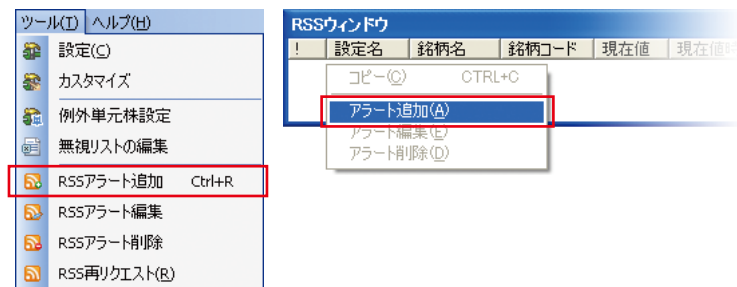 ツール(T) ヘルプ(H)
設定(C)
カスタマイズ
例外単元株設定
無視リストの編集
RSSアラート追加 Ctrl+R
RSSアラート編集
RSSアラート削除
RSS再リクエスト(R)
RSSウィンドウ
! 設定名 銘柄名 銘柄コード 現在値 現在値時
コピー(C) CTRL+C
アラート追加(A)
アラート編集(E)
アラート削除(D)